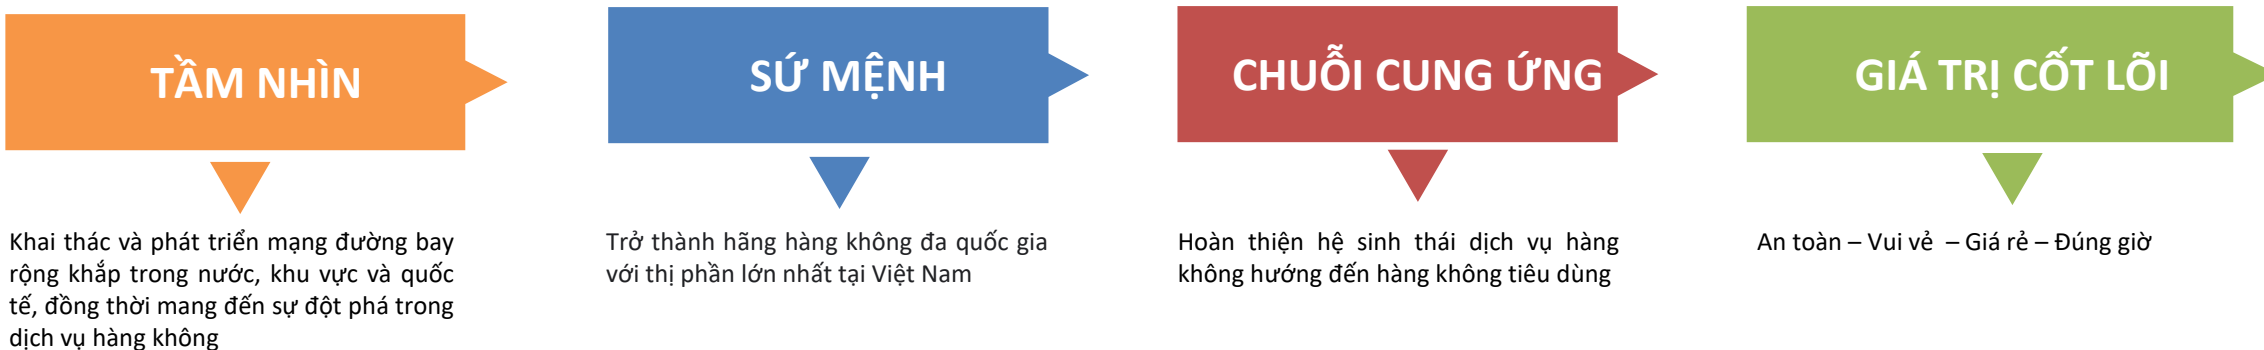 TẦM NHÌN
Khai thác và phát triển mạng đường bay
rộng khắp trong nước, khu vực và quốc
tế, đồng thời mang đến sự đột phá trong
dịch vụ hàng không
SỨ MỆNH
Trở thành hãng hàng không đa quốc gia
với thị phần lớn nhất tại Việt Nam
CHUỖI CUNG ỨNG
Hoàn thiện hệ sinh thái dịch vụ hàng
không hướng đến hàng không tiêu dùng
GIÁ TRỊ CỐT LÕI
An toàn – Vui vẻ – Giá rẻ – Đúng giờ